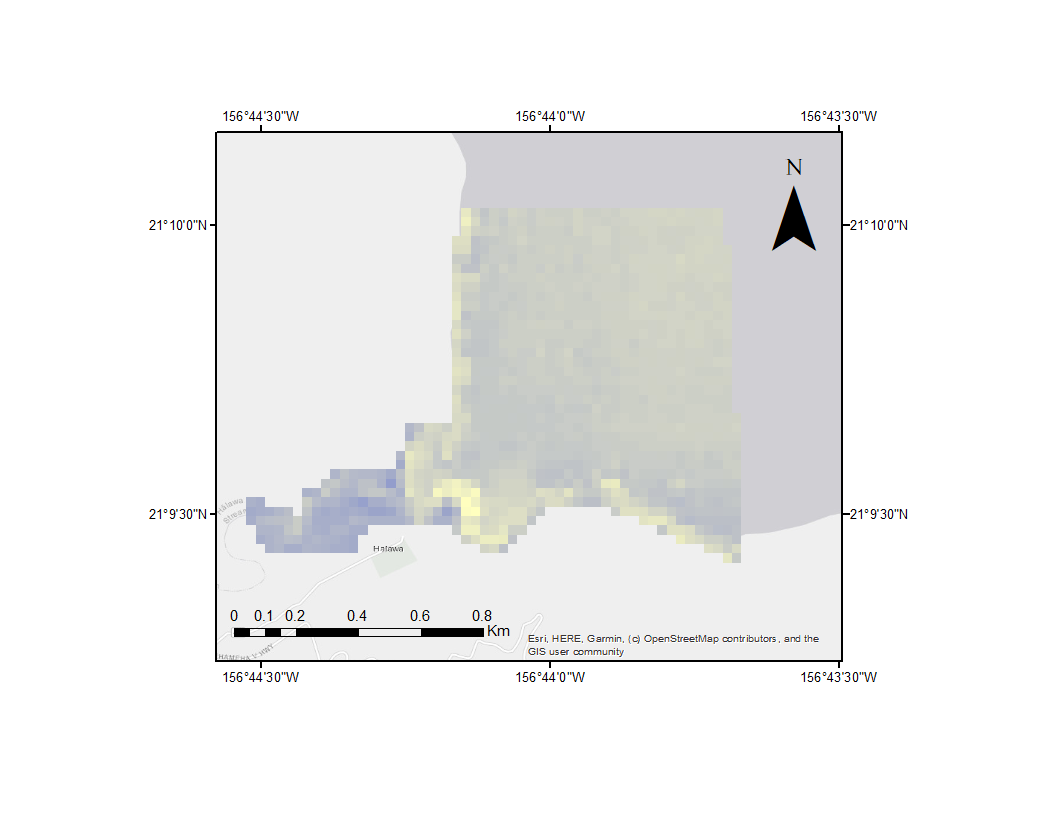 156°44'30"W 156°44'0"W 156°43'30"W
N
21°10'0"N 21°10'0"N
21°9'30"N 21°9'30"N
Halawa
Halawa
0 0.1 0.2 0.4 0.6 0.8
Km
Esri, HERE, Garmin, (c) OpenStreetMap contributors, and the
GIS user community
156°44'30"W 156°44'0"W 156°43'30"W